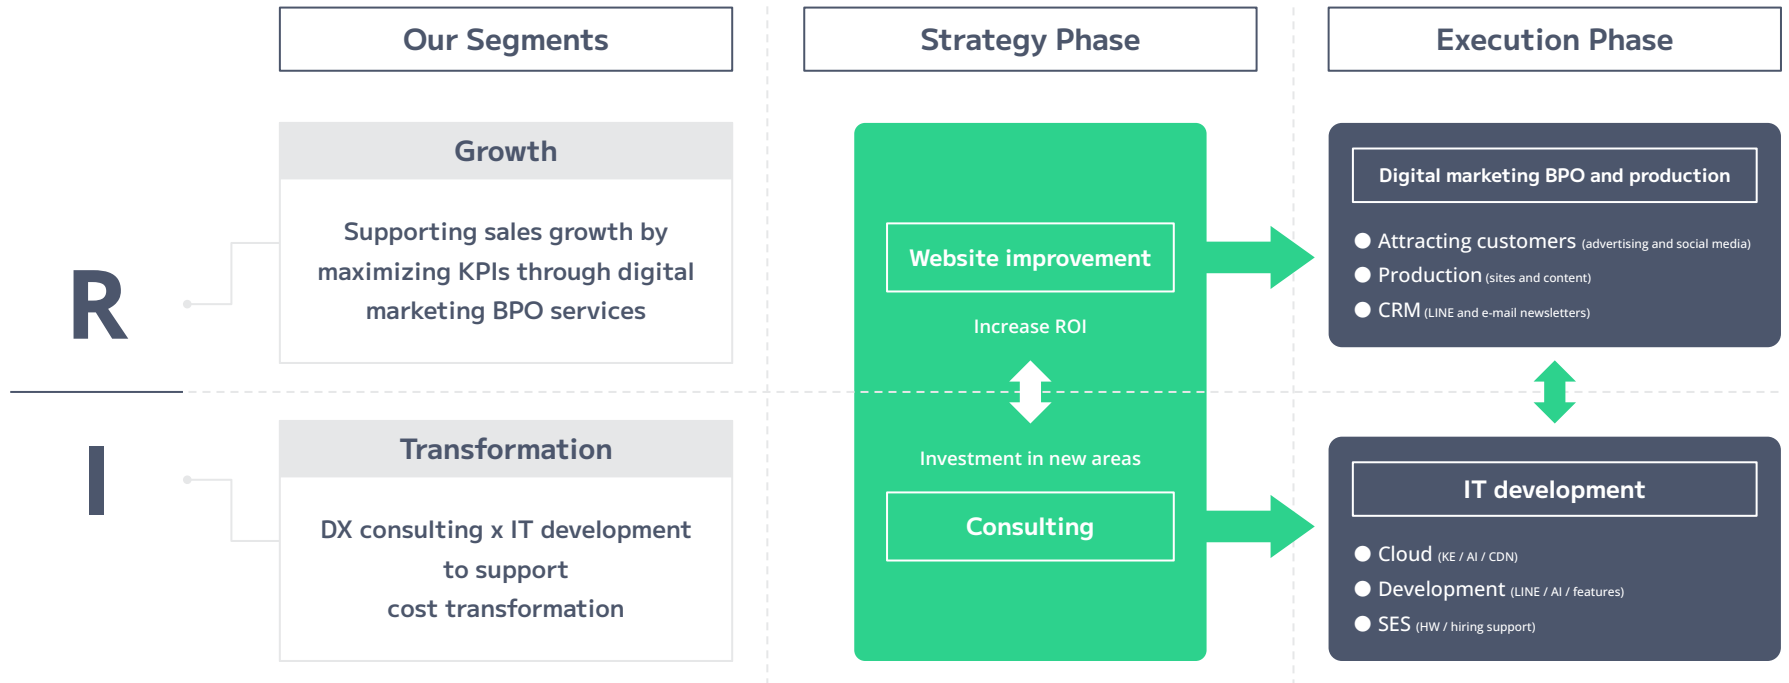 Our Segments
Strategy Phase
Execution Phase
R
Growth
Supporting sales growth by
maximizing KPIs through digital
marketing BPO services
Website improvement
Increase ROI
Digital marketing BPO and production
Attracting customers (advertising and social media)
Production (sites and content)
CRM (LINE and e-mail newsletters)
I
Transformation
DX consulting x IT development
to support
cost transformation
Investment in new areas
Consulting
IT development
Cloud (KE / AI / CDN)
Development (LINE / AI / features)
SES (HW / hiring support)